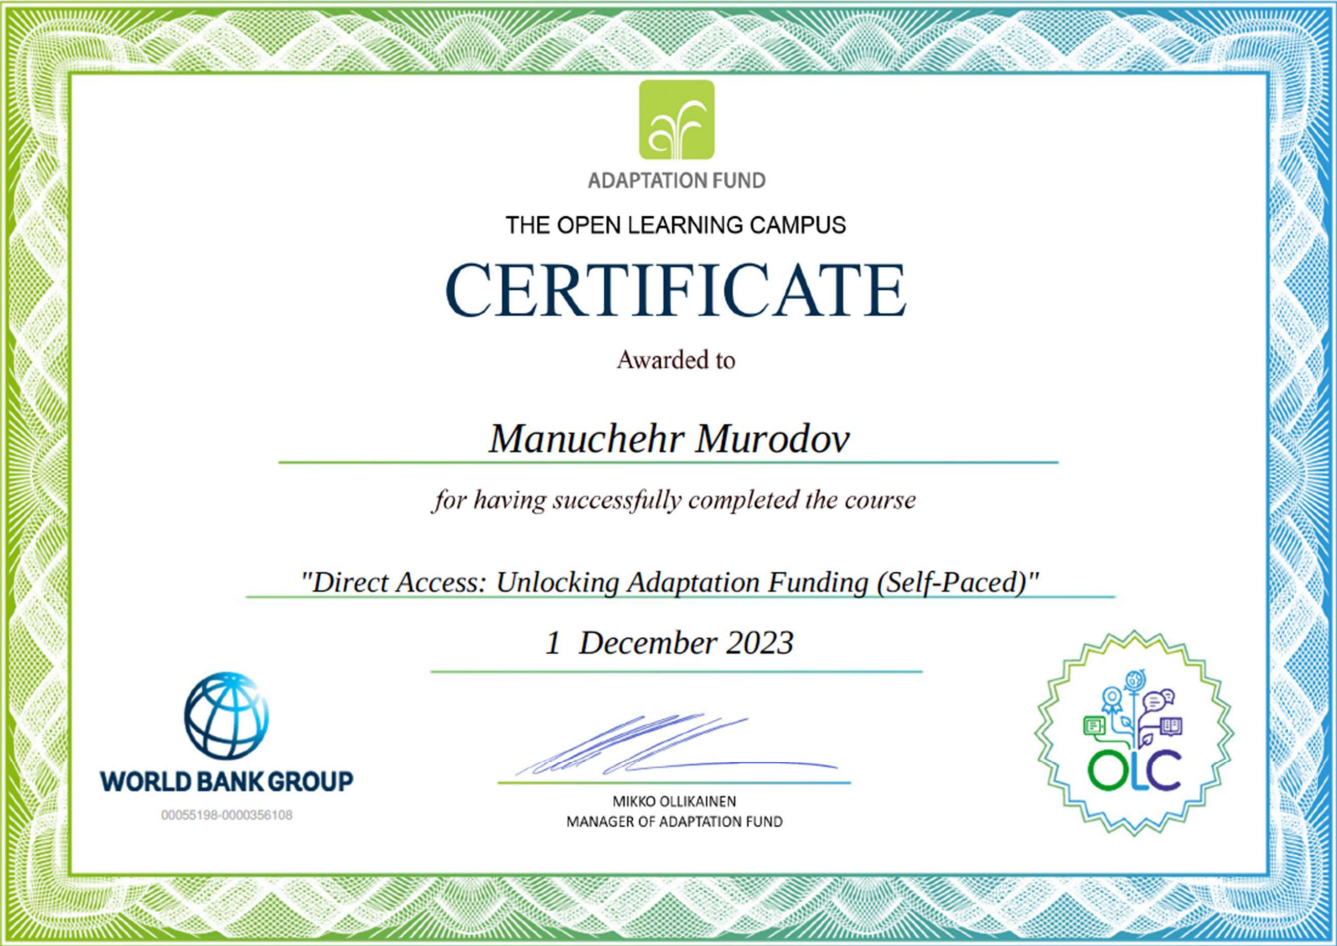 ADAPTATION FUND
THE OPEN LEARNING CAMPUS
CERTIFICATE
Awarded to
Manuchehr Murodov
for having successfully completed the course
"Direct Access: Unlocking Adaptation Funding (Self-Paced)"
1 December 2023
WORLD BANK GROUP
00055198-0000356108
MIKKO OLLIKAINEN
MANAGER OF ADAPTATION FUND
OLC